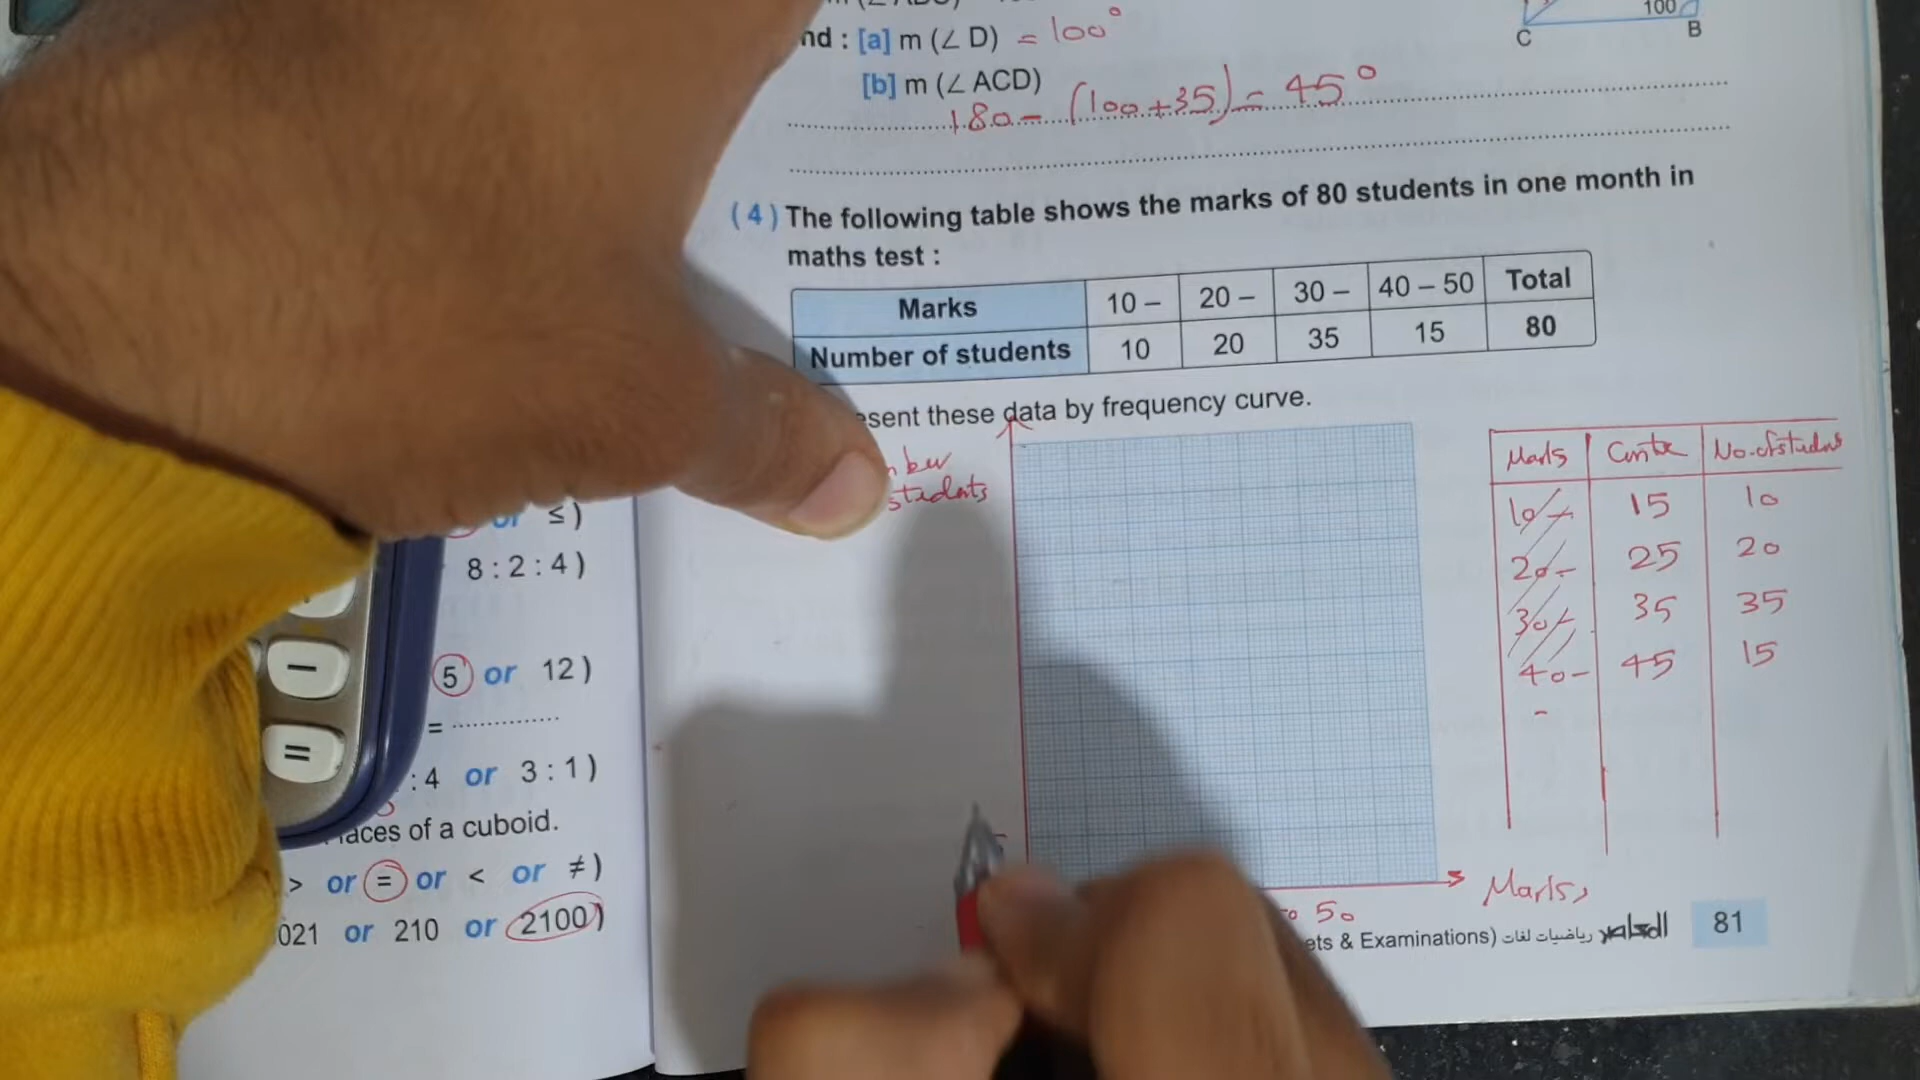 ≤ )
8 : 2 : 4 )
5 or 12 )
= ..............
: 4 or 3 : 1 )
aces of a cuboid.
> or = or < or ≠ )
021 or 210 or 2100 )
nd : [a] m (∠ D) = 100°
[b] m (∠ ACD)
180 - (100 + 35) = 45°
100
C B
( 4 ) The following table shows the marks of 80 students in one month in
maths test :
Marks 10 – 20 – 30 – 40 – 50 Total
Number of students 10 20 35 15 80
esent these data by frequency curve.
students
Marks No. of students
10 - 15 10
20 - 25 20
30 - 35 35
40 - 45 15
-
Marks
50
ets & Examinations) المعاصر رياضيات لغات 81
-
=